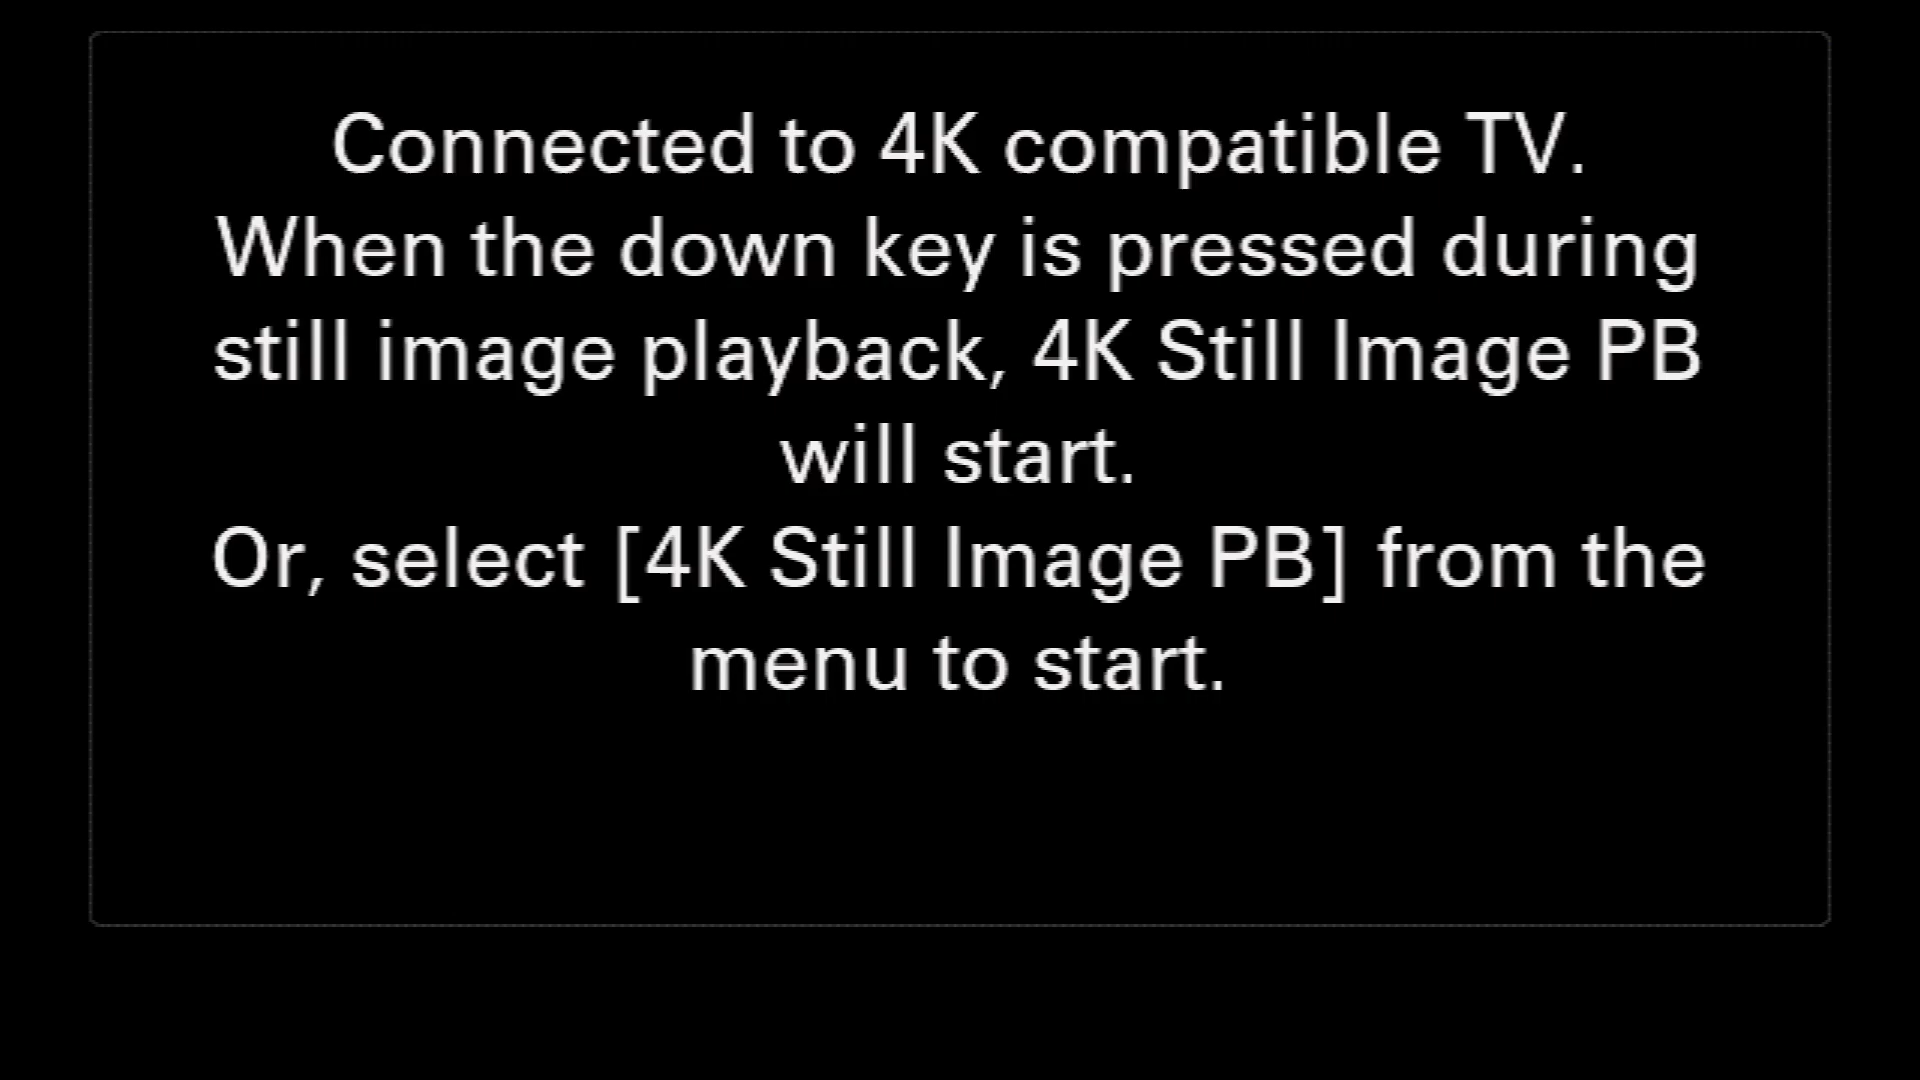 Connected to 4K compatible TV.
When the down key is pressed during
still image playback, 4K Still Image PB
will start.
Or, select [4K Still Image PB] from the
menu to start.